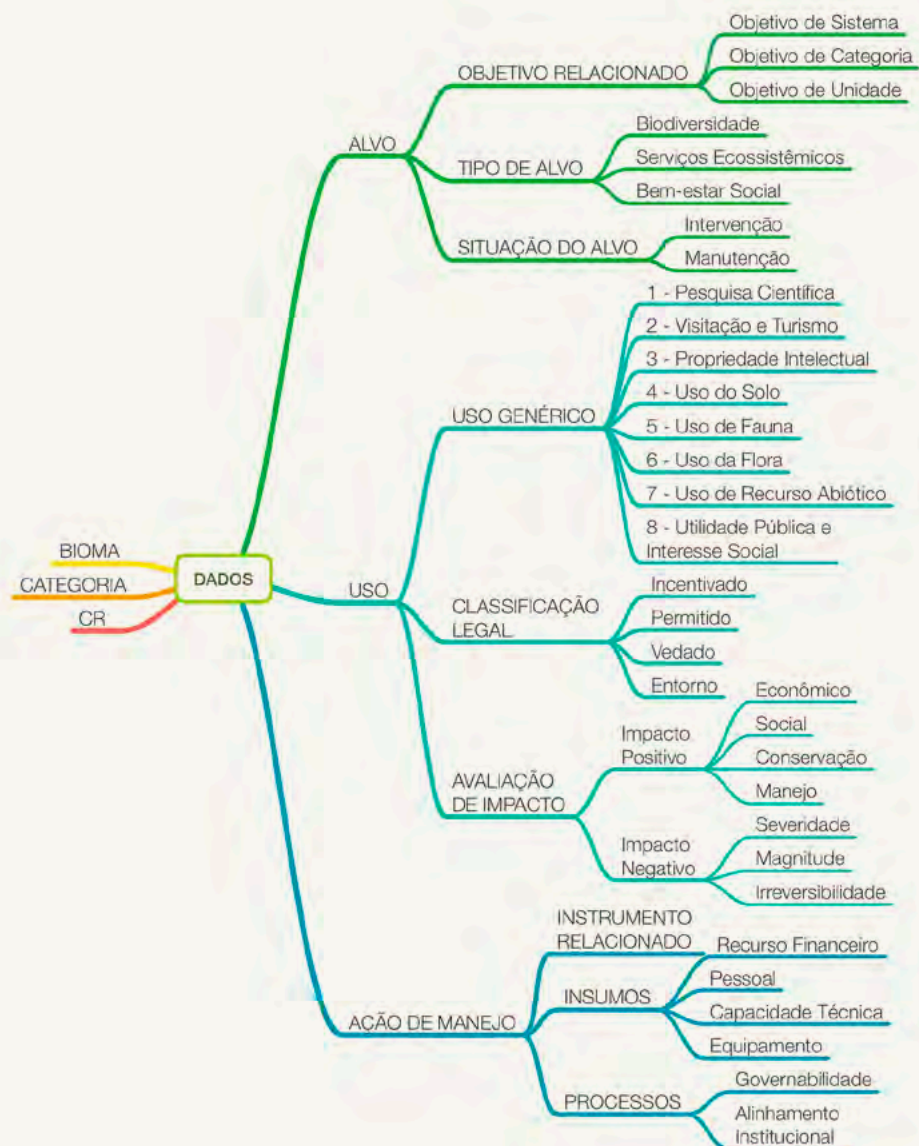 Objetivo de Sistema
OBJETIVO RELACIONADO
Objetivo de Categoria
Objetivo de Unidade
ALVO
Biodiversidade
TIPO DE ALVO
Serviços Ecossistêmicos
Bem-estar Social
SITUAÇÃO DO ALVO
Intervenção
Manutenção
1 - Pesquisa Científica
2 - Visitação e Turismo
3 - Propriedade Intelectual
USO GENÉRICO
4 - Uso do Solo
5 - Uso de Fauna
6 - Uso da Flora
7 - Uso de Recurso Abiótico
8 - Utilidade Pública e
Interesse Social
BIOMA
CATEGORIA
CR
DADOS
USO
CLASSIFICAÇÃO
LEGAL
Incentivado
Permitido
Vedado
Entorno
AVALIAÇÃO
DE IMPACTO
Impacto
Positivo
Econômico
Social
Conservação
Manejo
Impacto
Negativo
Severidade
Magnitude
Irreversibilidade
AÇÃO DE MANEJO
INSTRUMENTO
RELACIONADO
INSUMOS
Recurso Financeiro
Pessoal
Capacidade Técnica
Equipamento
PROCESSOS
Governabilidade
Alinhamento
Institucional